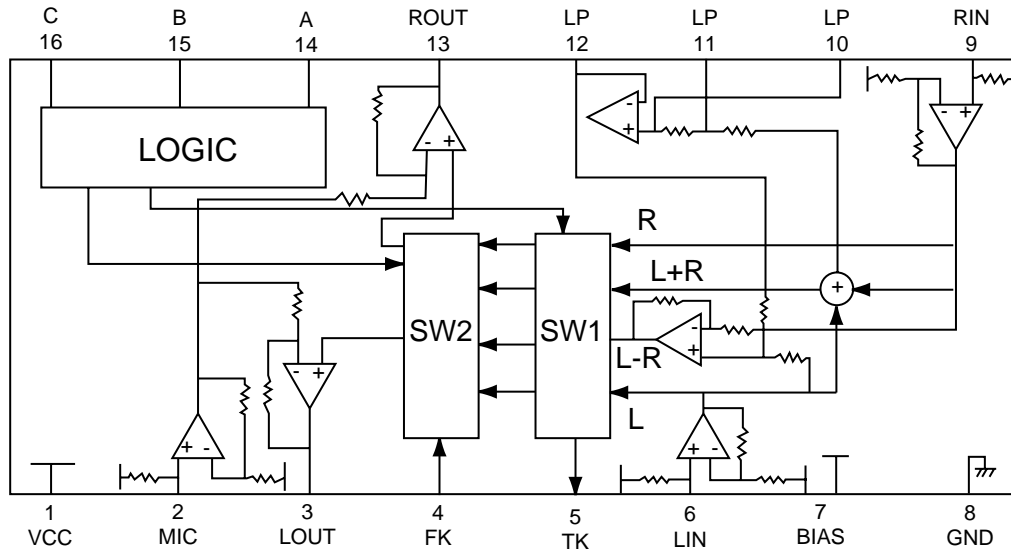 C B A ROUT LP LP LP RIN
16 15 14 13 12 11 10 9
- +
LOGIC
- +
- +
R
L+R
+
SW2 SW1
- +
L-R
- +
L
+ -
+ -
1 2 3 4 5 6 7 8
VCC MIC LOUT FK TK LIN BIAS GND